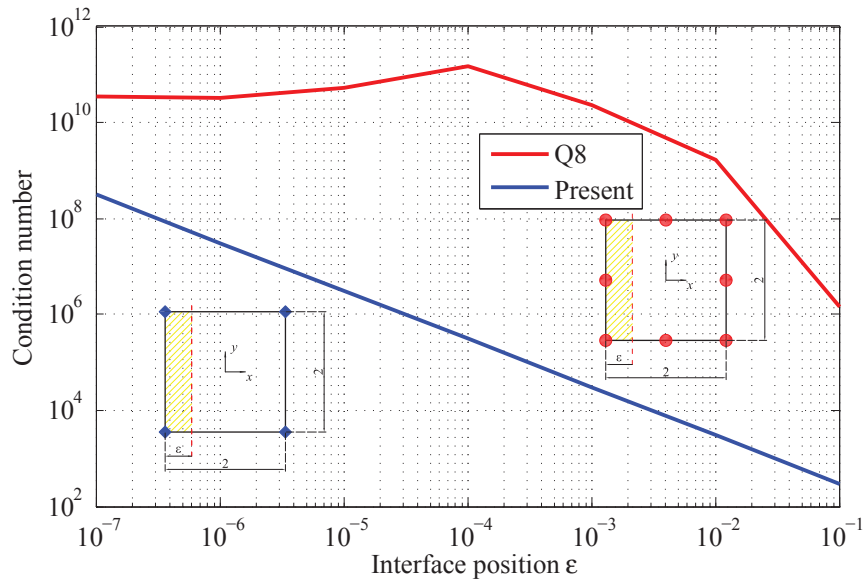 10^12
10^10
10^8
10^6
10^4
10^2
Condition number
Q8
Present
y
x
2
ε
2
y
x
2
ε
2
10^−7
10^−6
10^−5
10^−4
10^−3
10^−2
10^−1
Interface position ε